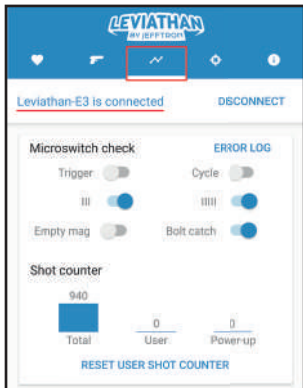 LEVIATHAN
BY JEFFTRON
Leviathan-E3 is connected DISCONNECT
Microswitch check ERROR LOG
Trigger Cycle
III IIIII
Empty mag Bolt catch
Shot counter
940 0 0
Total User Power-up
RESET USER SHOT COUNTER